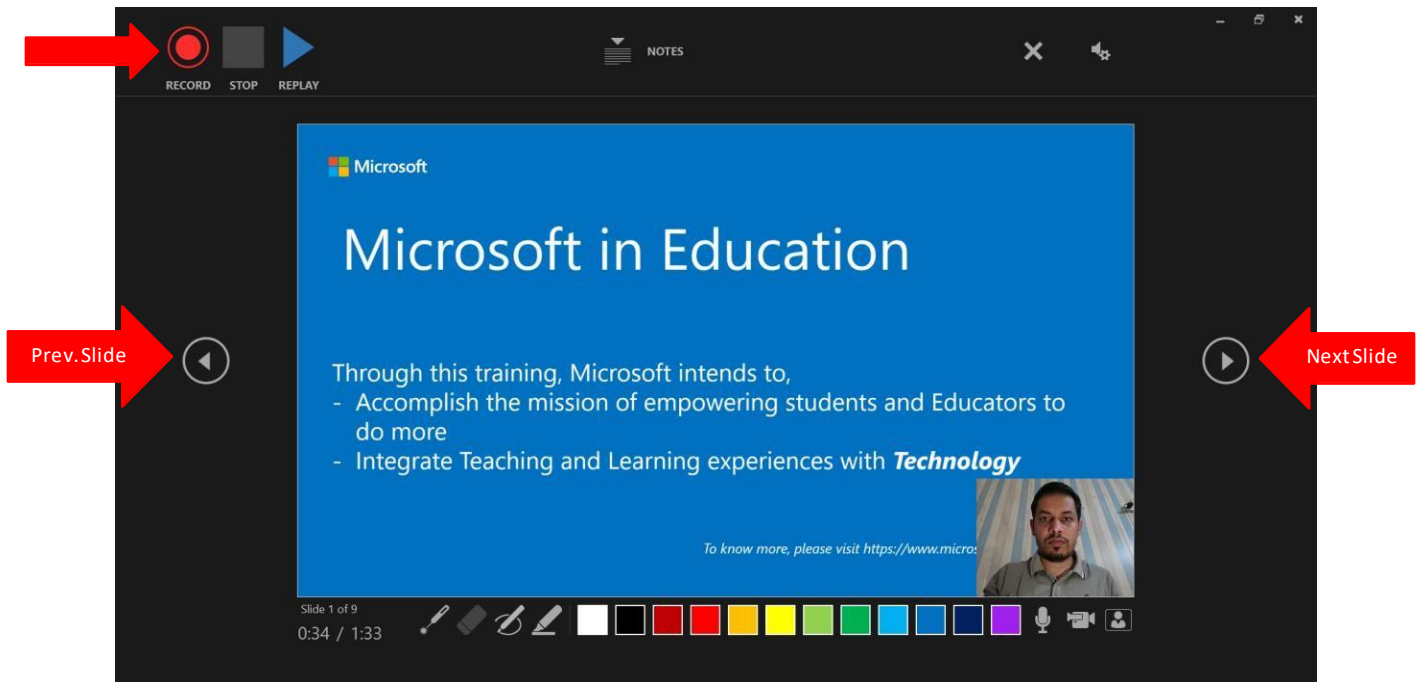 RECORD STOP REPLAY
NOTES
Microsoft
Microsoft in Education
Prev. Slide
Next Slide
Through this training, Microsoft intends to,
- Accomplish the mission of empowering students and Educators to
do more
- Integrate Teaching and Learning experiences with Technology
To know more, please visit https://www.micros
Slide 1 of 9
0:34 / 1:33